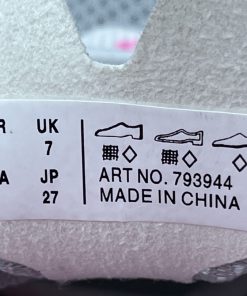 R UK
7
A JP ART NO. 793944
27 MADE IN CHINA